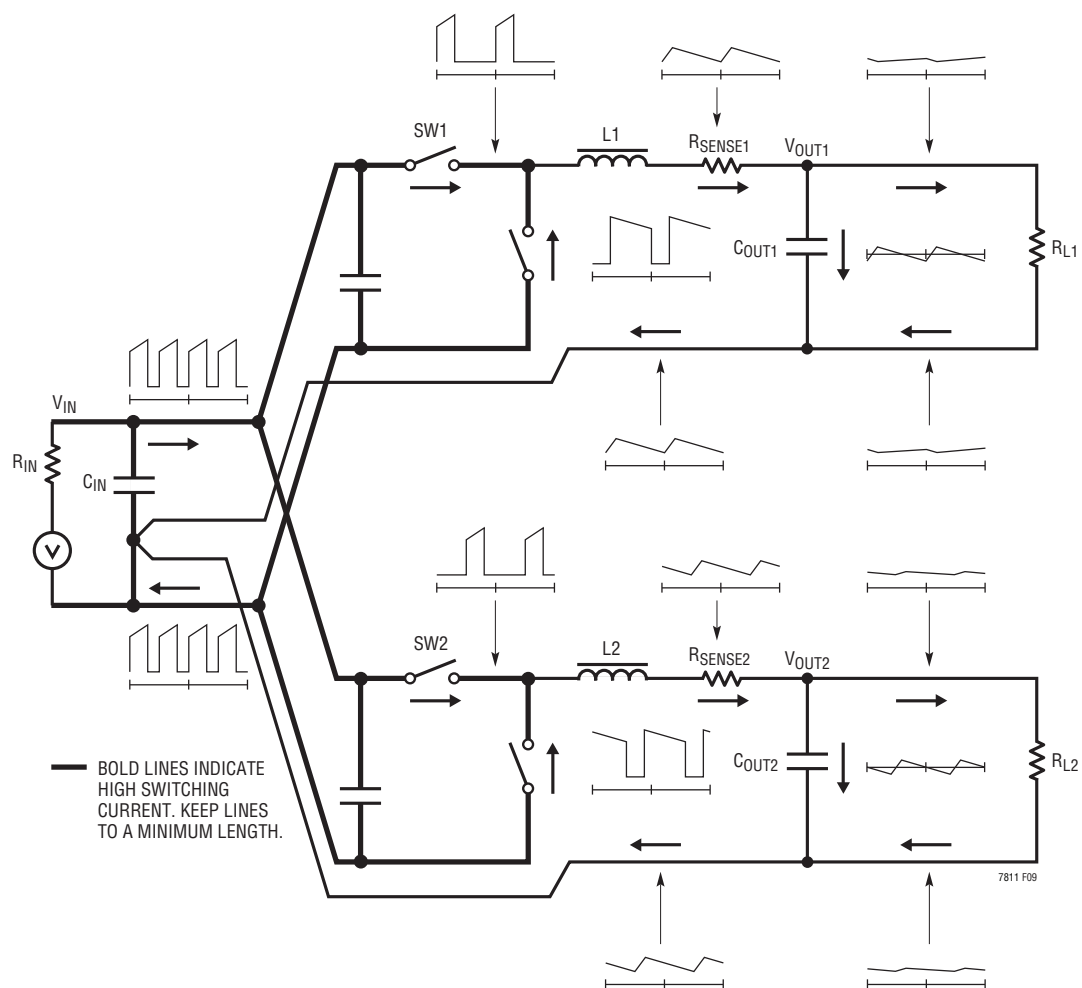 SW1
L1
RSENSE1
VOUT1
COUT1
RL1
VIN
RIN
CIN
V
SW2
L2
RSENSE2
VOUT2
COUT2
RL2
BOLD LINES INDICATE
HIGH SWITCHING
CURRENT. KEEP LINES
TO A MINIMUM LENGTH.
7811 F09